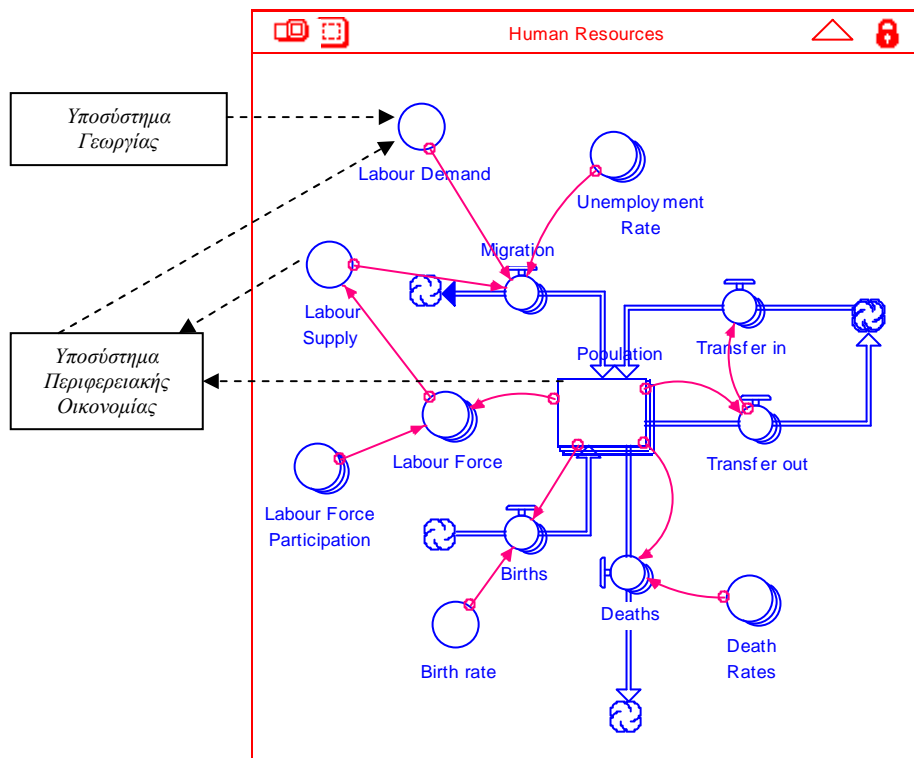 Human Resources
Υποσύστημα
Γεωργίας
Labour Demand
Unemployment
Rate
Migration
Labour
Supply
Population
Transfer in
Υποσύστημα
Περιφερειακής
Οικονομίας
Labour Force
Transfer out
Labour Force
Participation
Births
Deaths
Birth rate
Death
Rates